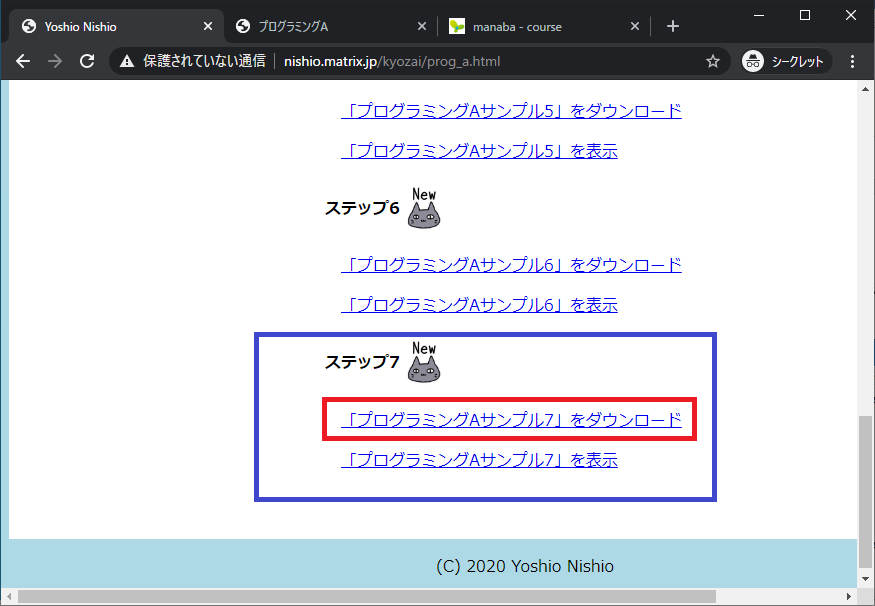 Yoshio Nishio
プログラミングA
manaba - course
保護されていない通信
nishio.matrix.jp/kyozai/prog_a.html
シークレット
「プログラミングAサンプル5」をダウンロード
「プログラミングAサンプル5」を表示
ステップ6 New
「プログラミングAサンプル6」をダウンロード
「プログラミングAサンプル6」を表示
ステップ7 New
「プログラミングAサンプル7」をダウンロード
「プログラミングAサンプル7」を表示
(C) 2020 Yoshio Nishio